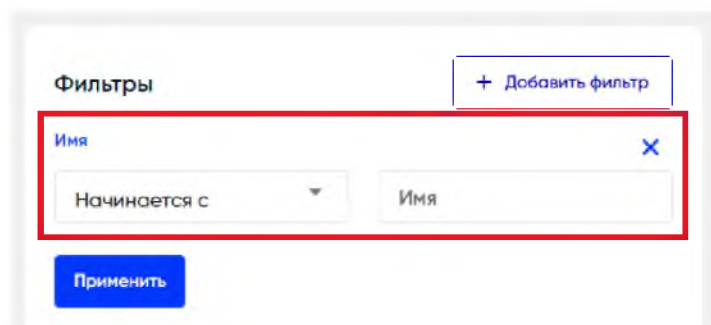 Фильтры
+ Добавить фильтр
Имя
Начинается с
Имя
Применить